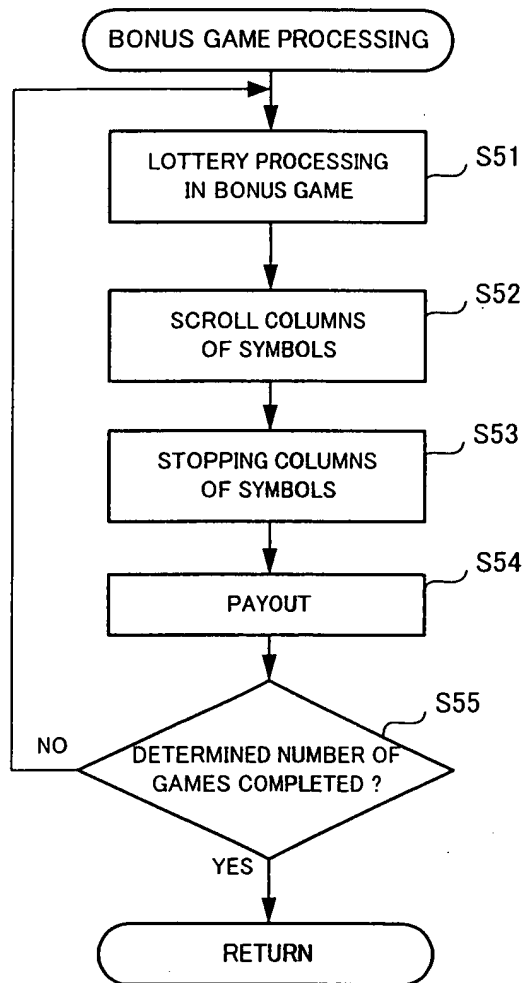 BONUS GAME PROCESSING
LOTTERY PROCESSING
IN BONUS GAME
S51
SCROLL COLUMNS
OF SYMBOLS
S52
STOPPING COLUMNS
OF SYMBOLS
S53
PAYOUT
S54
DETERMINED NUMBER OF
GAMES COMPLETED ?
S55
NO
YES
RETURN